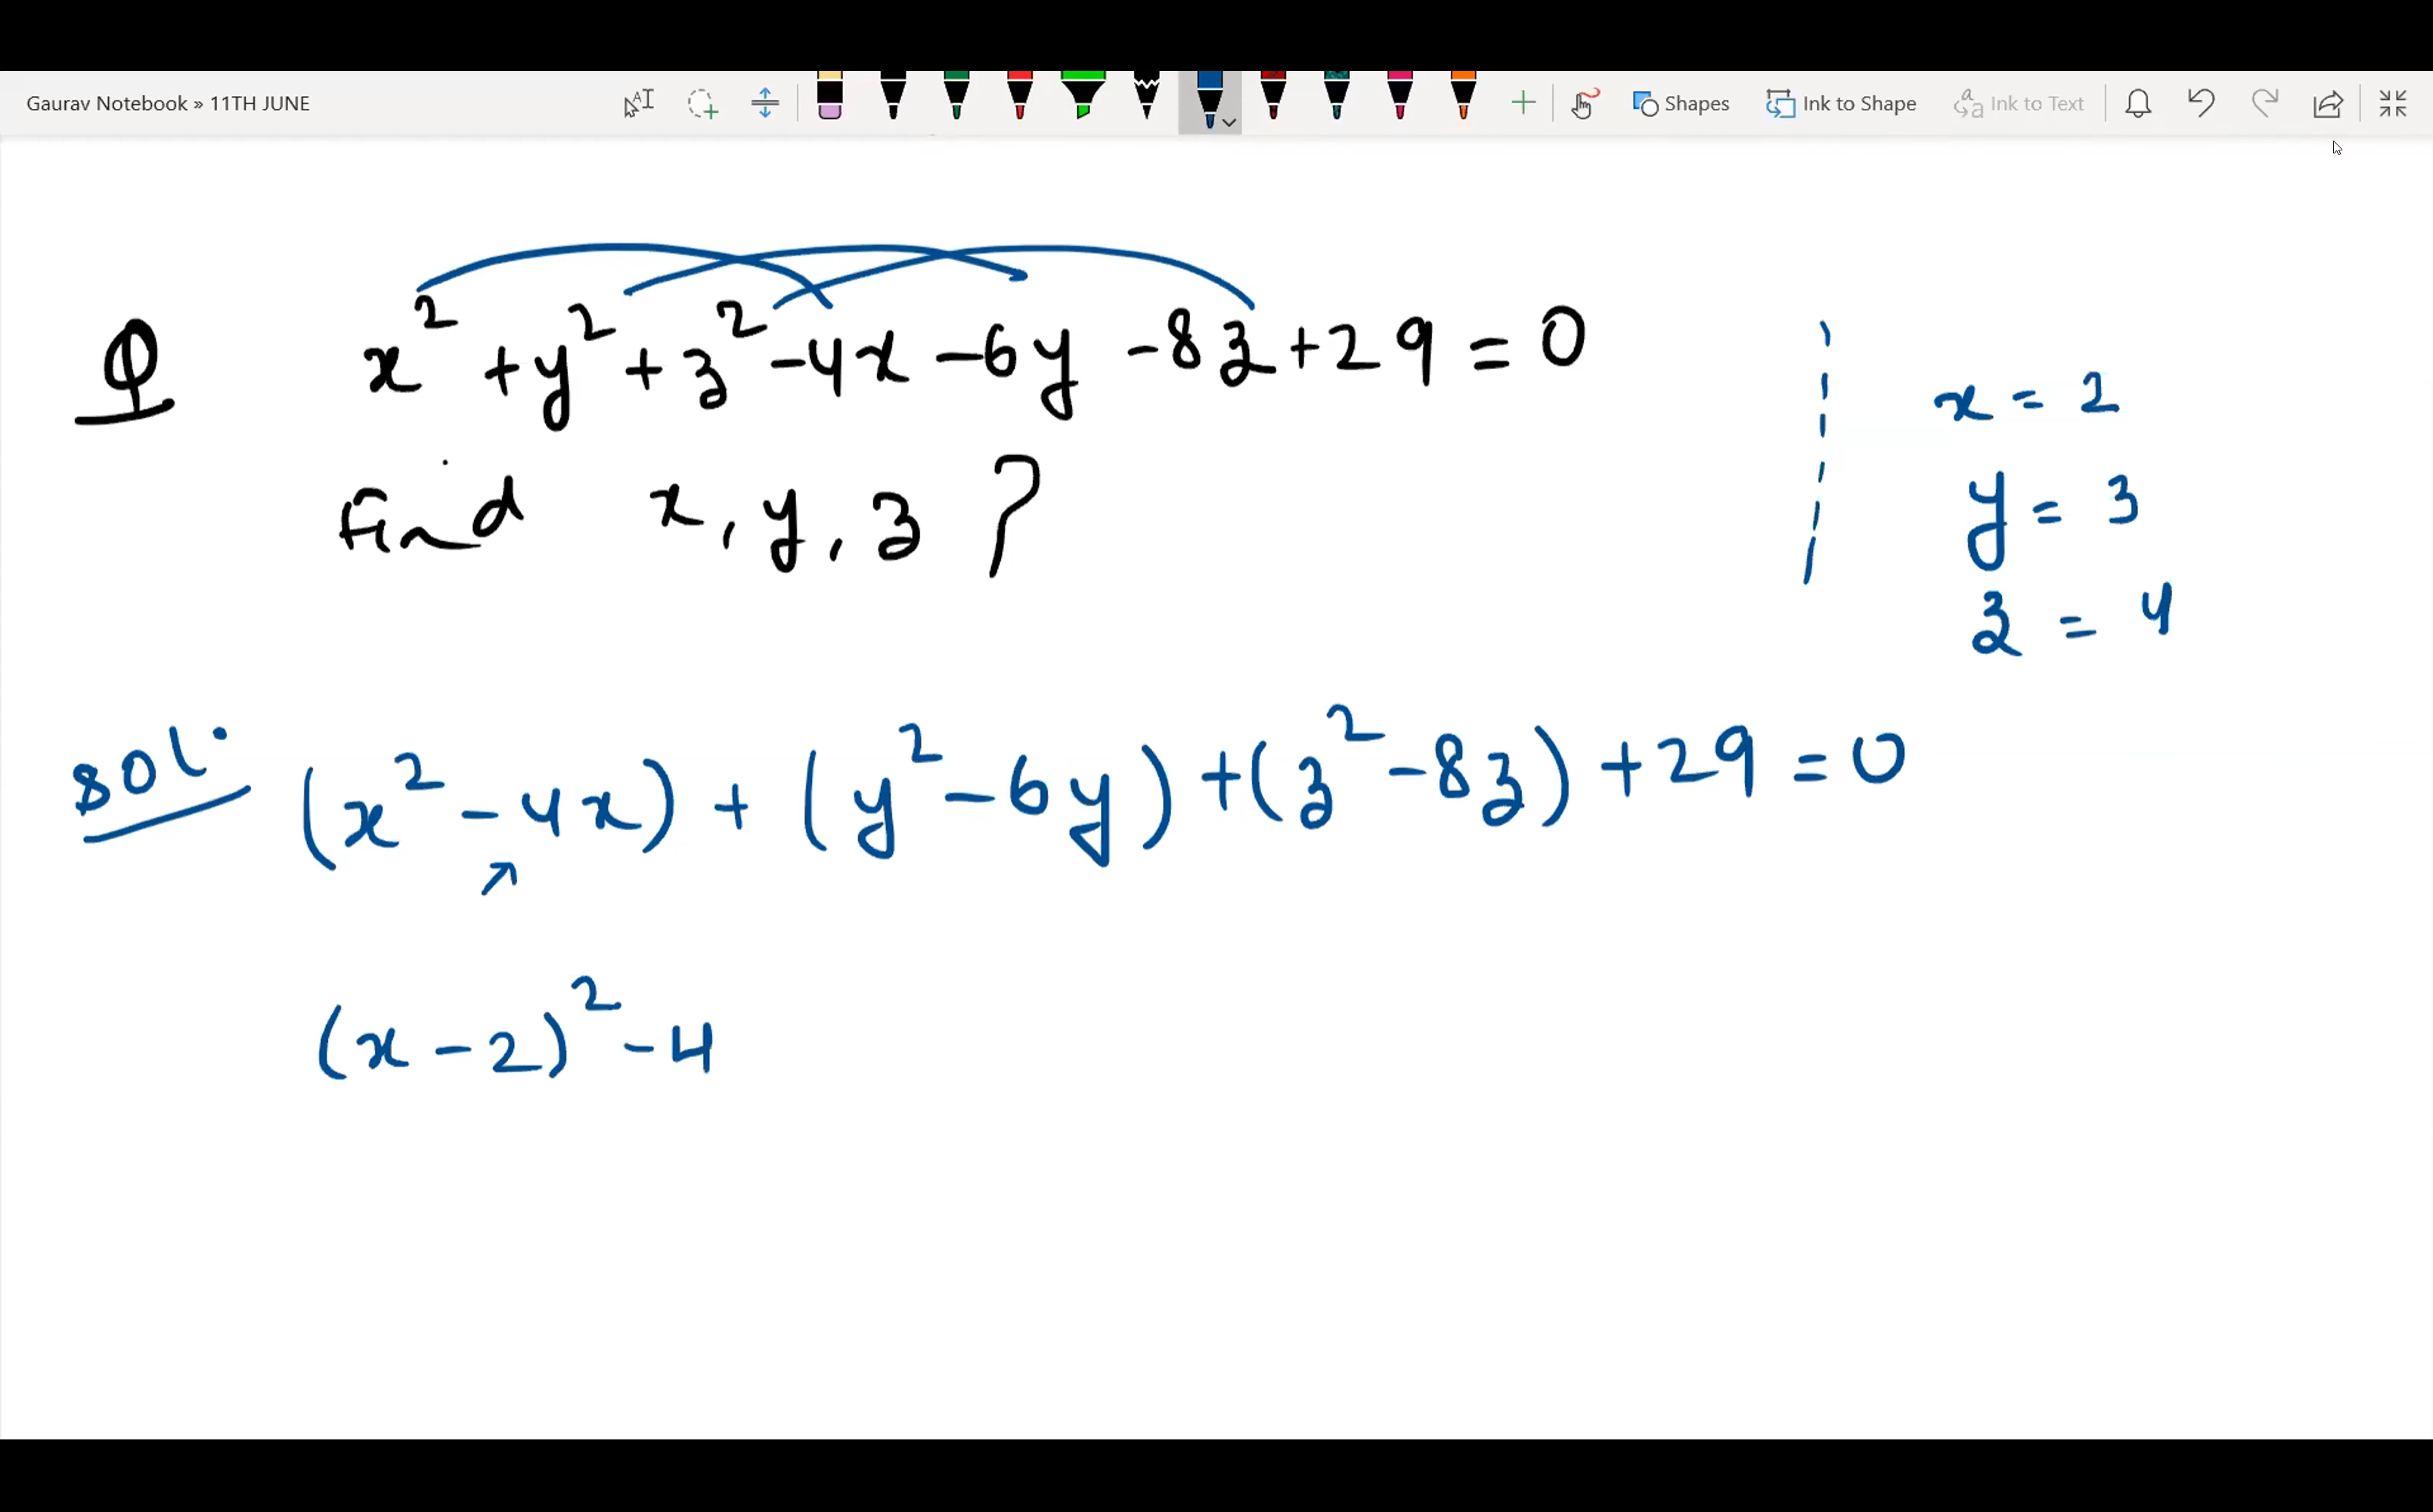 Gaurav Notebook » 11TH JUNE
Shapes
Ink to Shape
Ink to Text
Q x² + y² + z² - 4x - 6y - 8z + 29 = 0
find x, y, z ?
x = 2
y = 3
z = 4
sol. (x² - 4x) + (y² - 6y) + (z² - 8z) + 29 = 0
(x - 2)² - 4